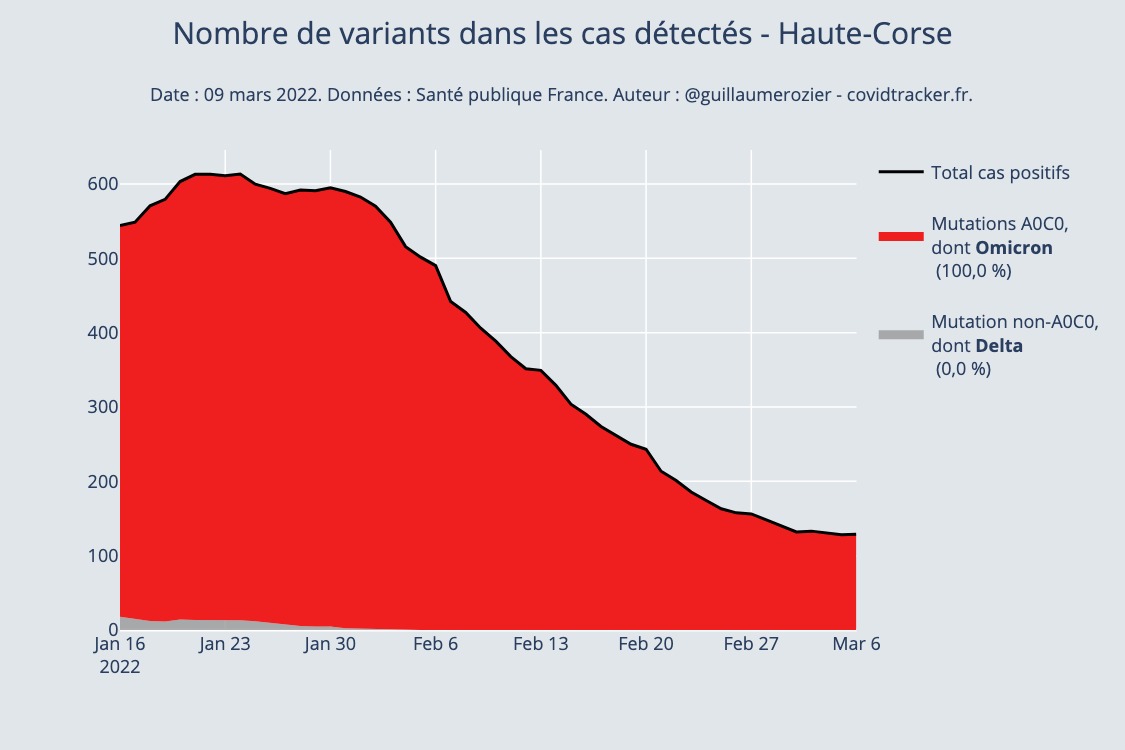 Nombre de variants dans les cas détectés - Haute-Corse
Date : 09 mars 2022. Données : Santé publique France. Auteur : @guillaumerozier - covidtracker.fr.
600
500
400
300
200
100
0
Jan 16
2022
Jan 23
Jan 30
Feb 6
Feb 13
Feb 20
Feb 27
Mar 6
Total cas positifs
Mutations A0C0,
dont Omicron
(100,0 %)
Mutation non-A0C0,
dont Delta
(0,0 %)